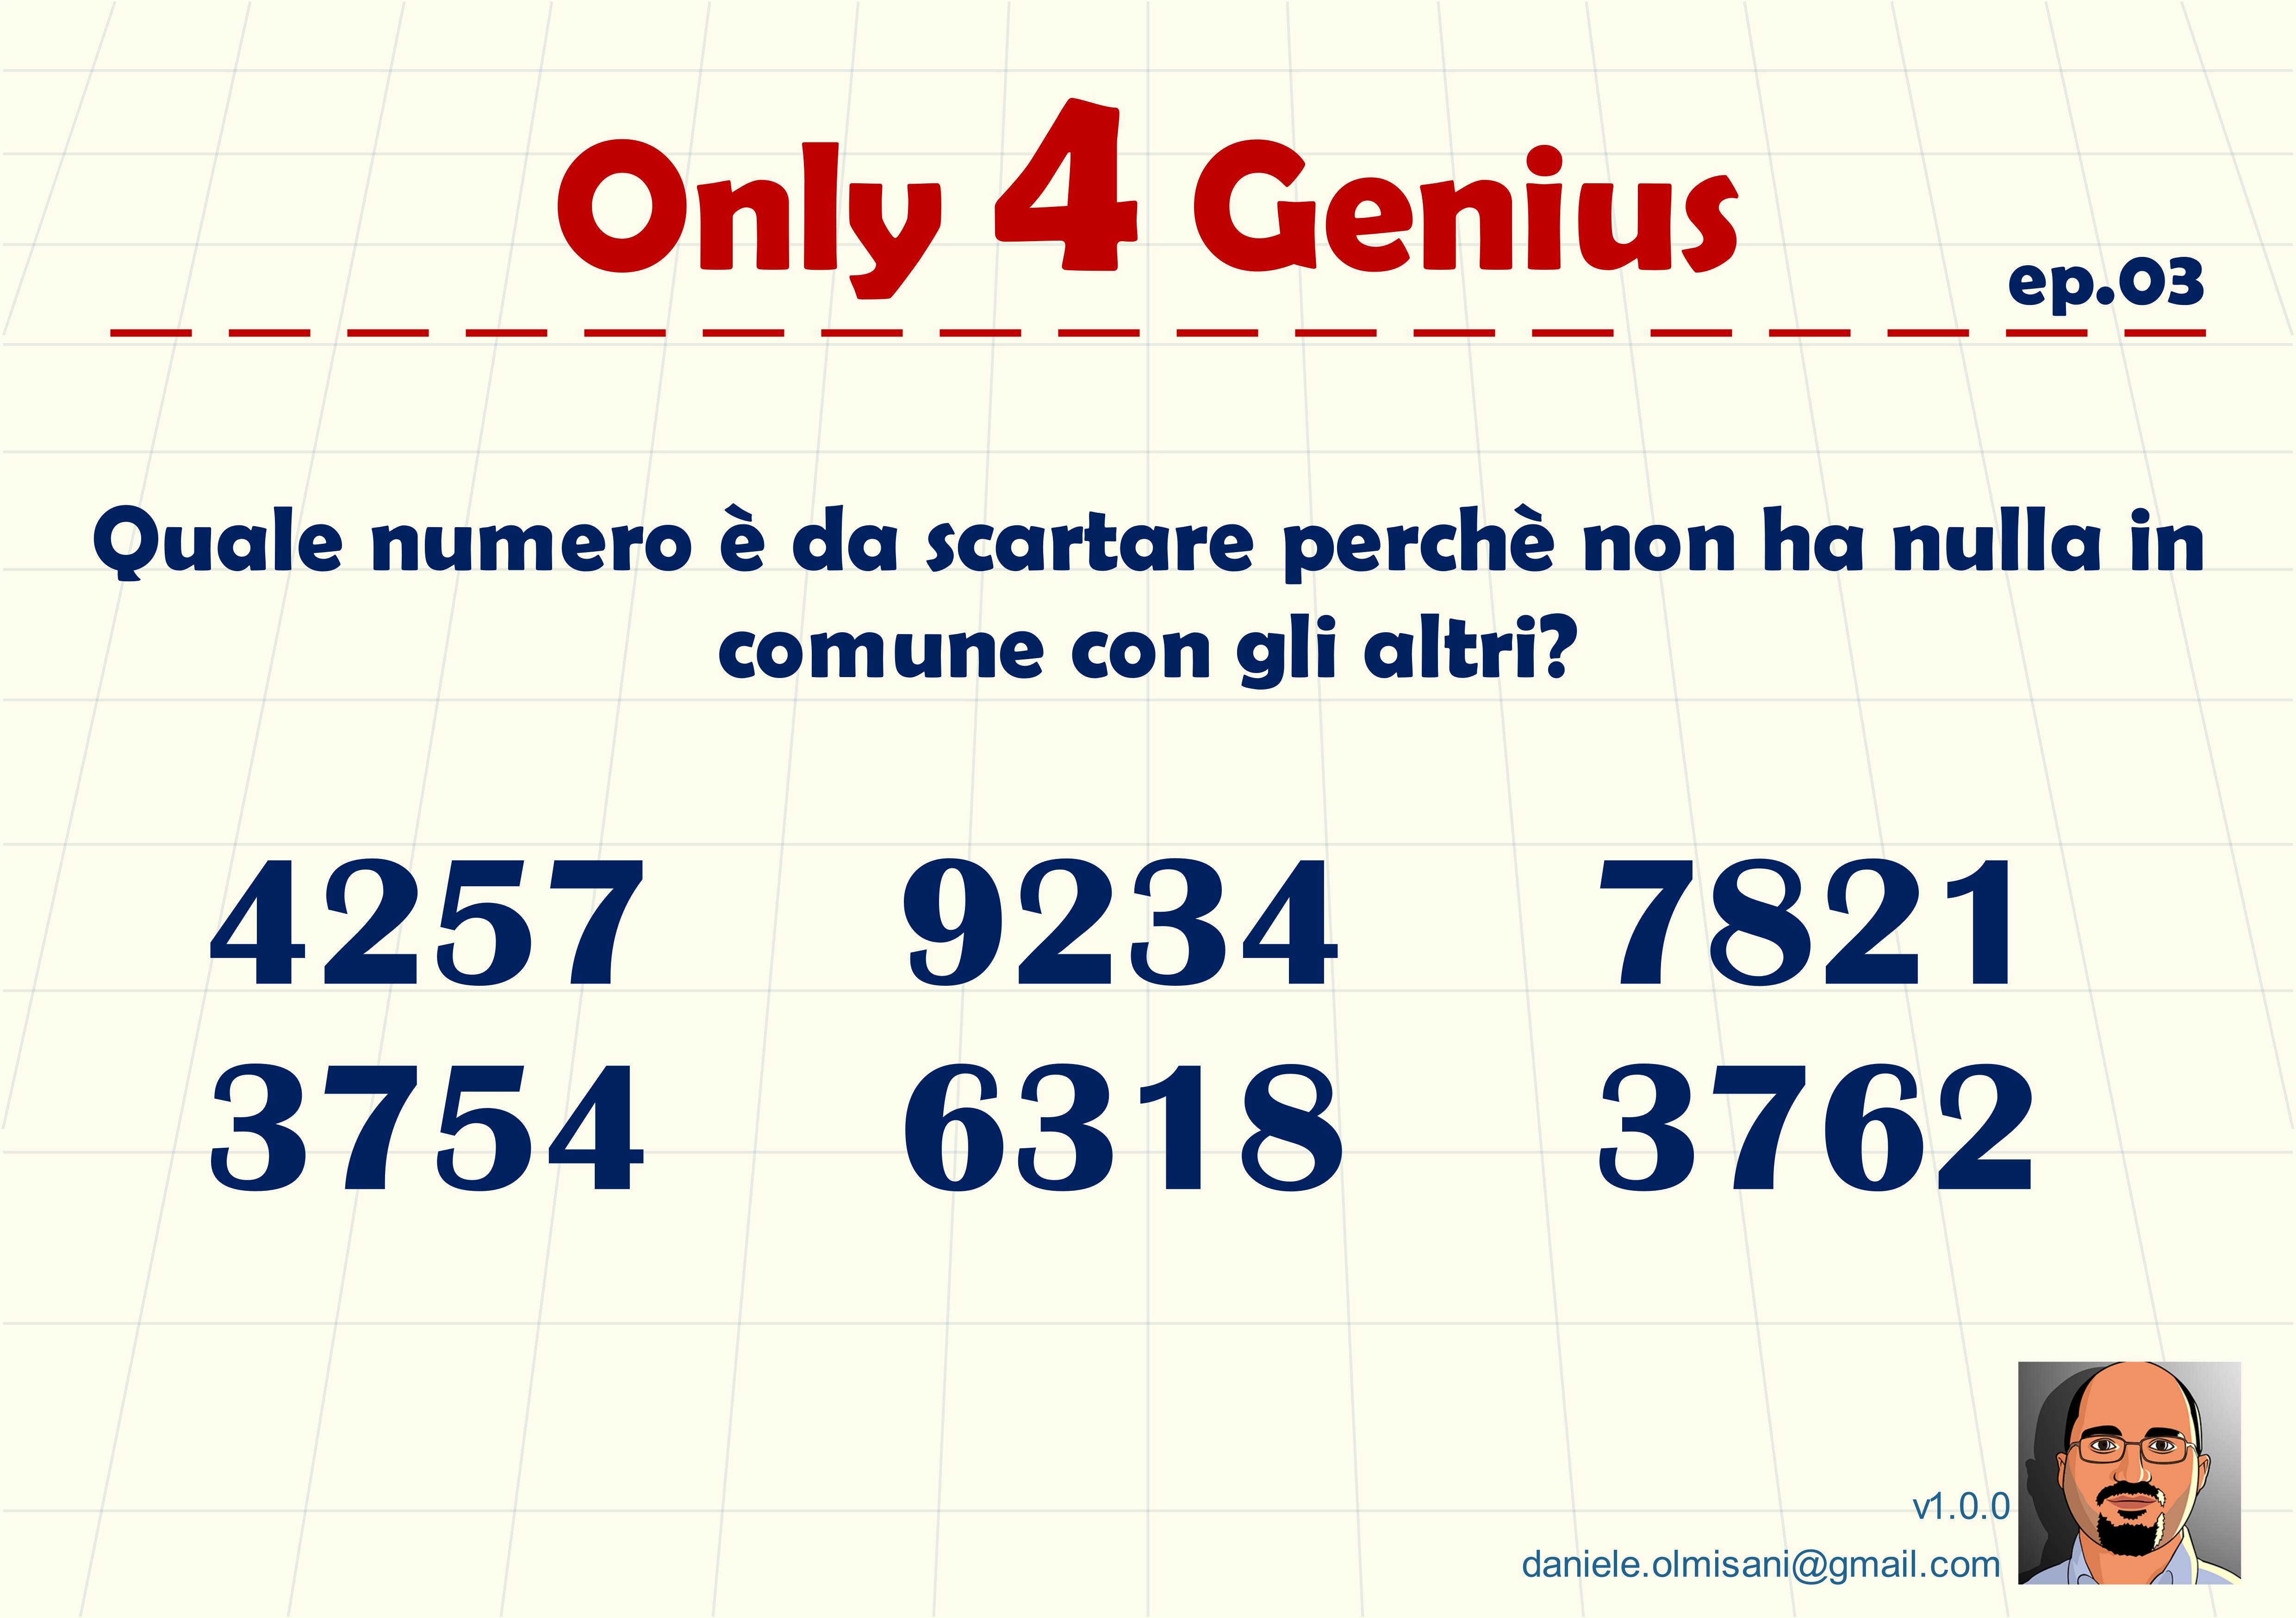 Only 4 Genius
ep.03
Quale numero è da scartare perchè non ha nulla in
comune con gli altri?
4257 9234 7821
3754 6318 3762
v1.0.0
daniele.olmisani@gmail.com